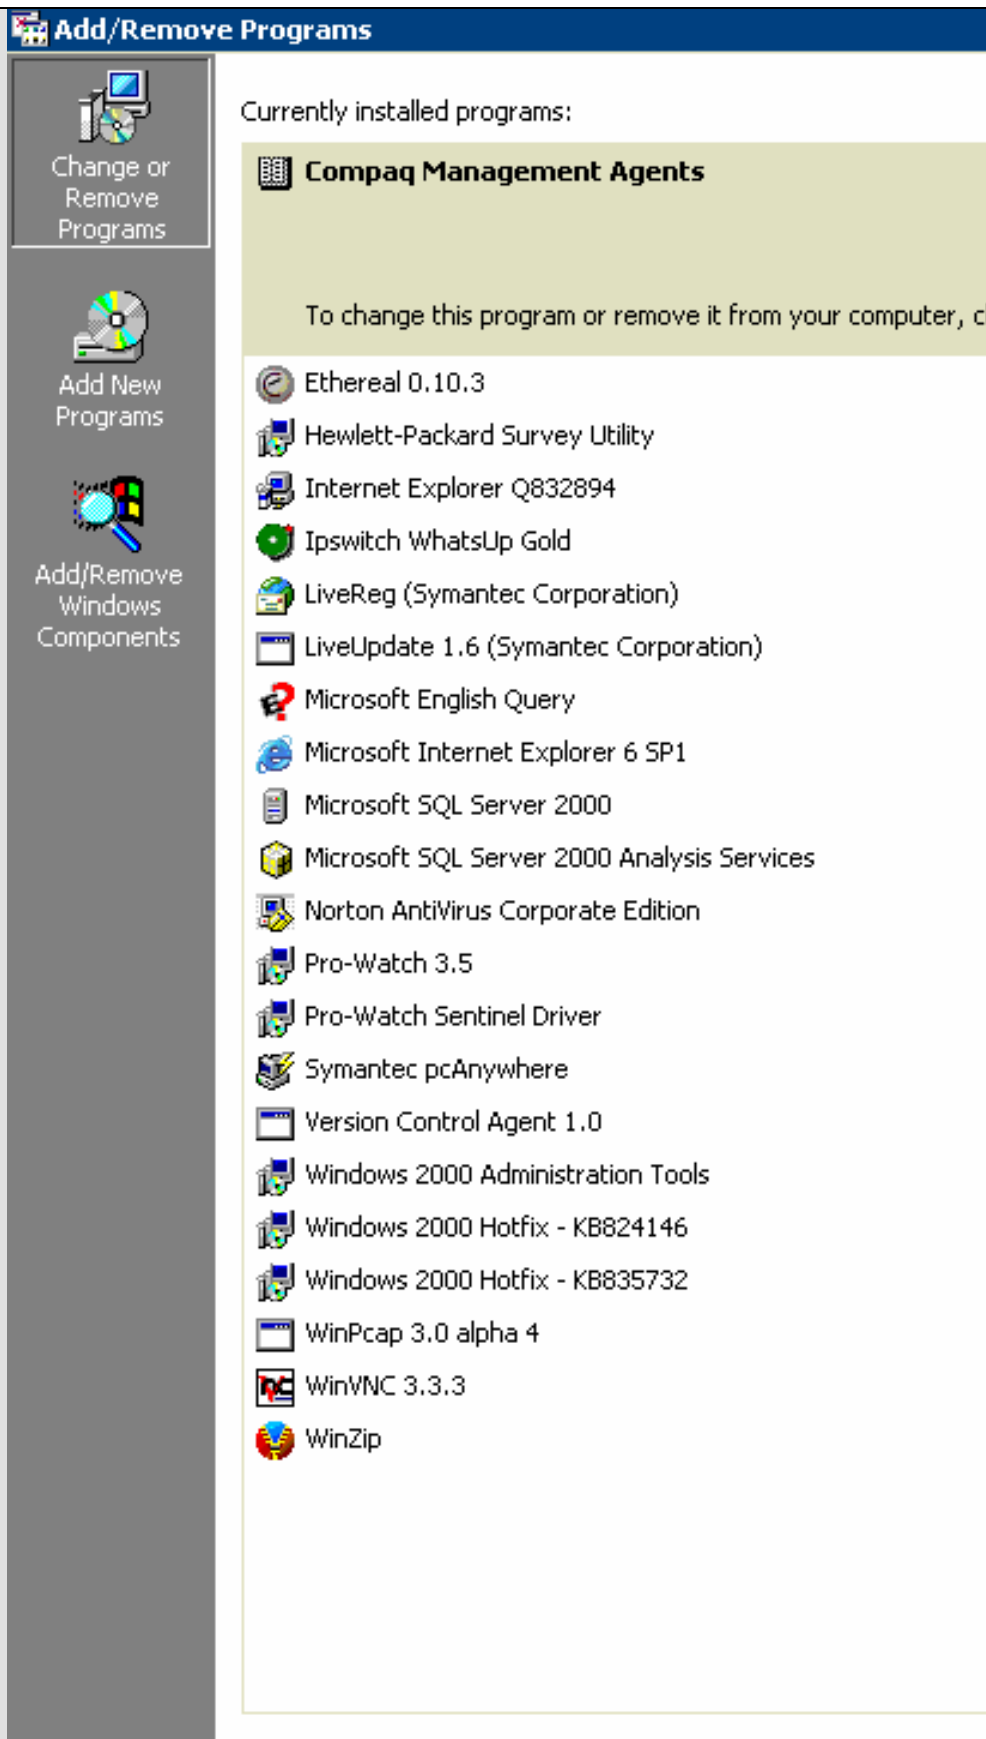 Add/Remove Programs
Change or
Remove
Programs
Add New
Programs
Add/Remove
Windows
Components
Currently installed programs:
Compaq Management Agents
To change this program or remove it from your computer, cl
Ethereal 0.10.3
Hewlett-Packard Survey Utility
Internet Explorer Q832894
Ipswitch WhatsUp Gold
LiveReg (Symantec Corporation)
LiveUpdate 1.6 (Symantec Corporation)
Microsoft English Query
Microsoft Internet Explorer 6 SP1
Microsoft SQL Server 2000
Microsoft SQL Server 2000 Analysis Services
Norton AntiVirus Corporate Edition
Pro-Watch 3.5
Pro-Watch Sentinel Driver
Symantec pcAnywhere
Version Control Agent 1.0
Windows 2000 Administration Tools
Windows 2000 Hotfix - KB824146
Windows 2000 Hotfix - KB835732
WinPcap 3.0 alpha 4
WinVNC 3.3.3
WinZip